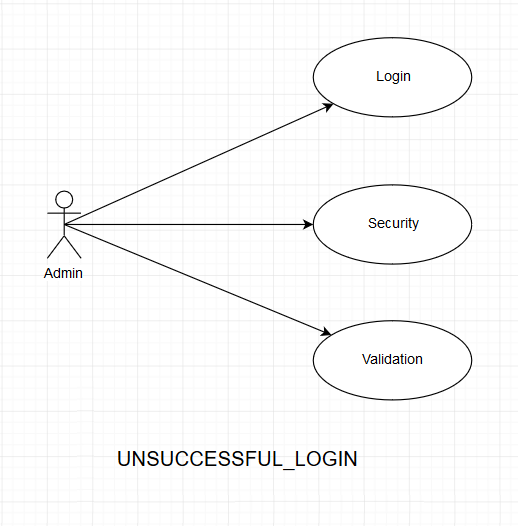 Login
Security
Admin
Validation
UNSUCCESSFUL_LOGIN